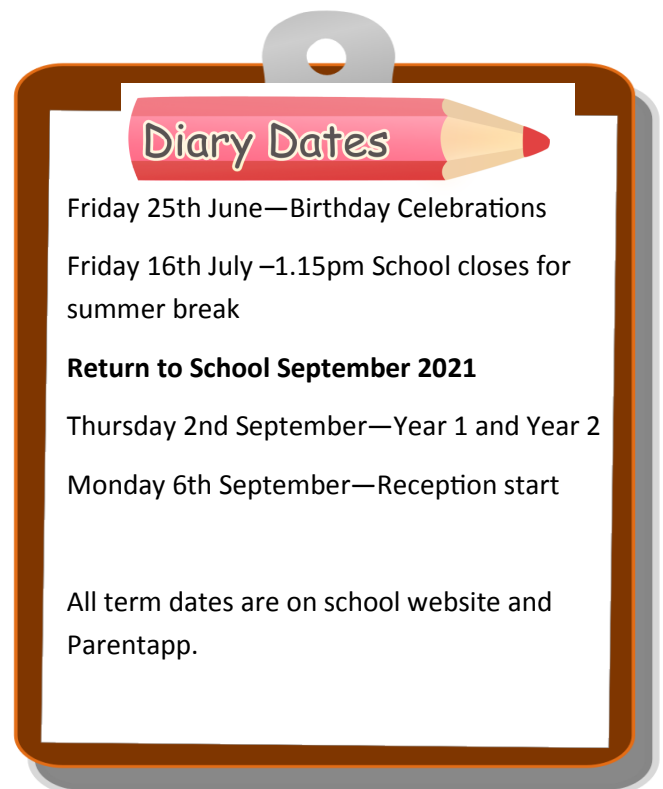 Diary Dates
Friday 25th June—Birthday Celebrations
Friday 16th July –1.15pm School closes for
summer break
Return to School September 2021
Thursday 2nd September—Year 1 and Year 2
Monday 6th September—Reception start
All term dates are on school website and
Parentapp.